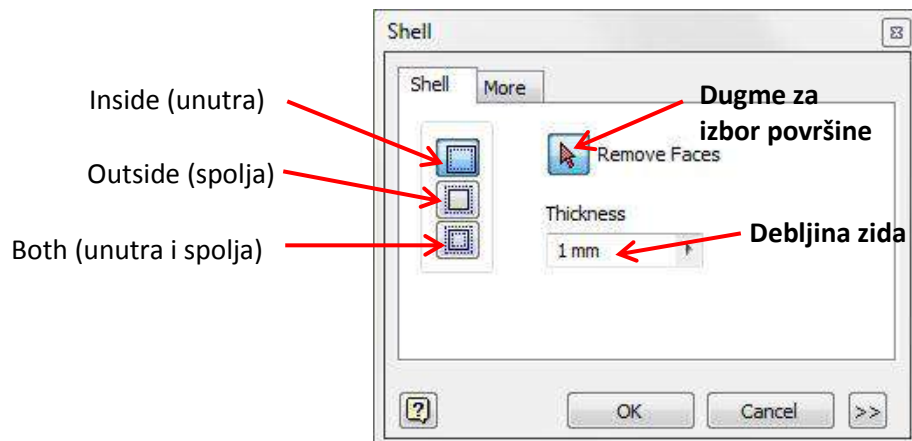 Shell
Shell
More
Inside (unutra)
Dugme za
izbor površine
Remove Faces
Outside (spolja)
Thickness
Both (unutra i spolja)
1 mm
Debljina zida
?
OK
Cancel
>>